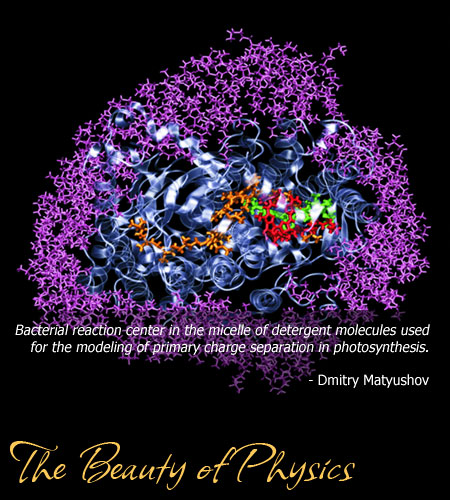 Bacterial reaction center in the micelle of detergent molecules used
for the modeling of primary charge separation in photosynthesis.
- Dmitry Matyushov
The Beauty of Physics